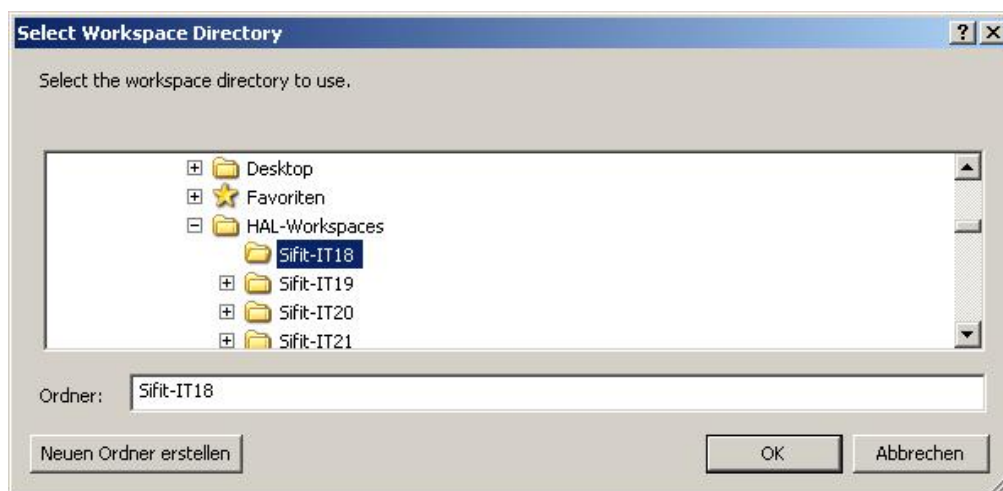 Select Workspace Directory
Select the workspace directory to use.
Desktop
Favoriten
HAL-Workspaces
Sifit-IT18
Sifit-IT19
Sifit-IT20
Sifit-IT21
Ordner: Sifit-IT18
Neuen Ordner erstellen OK Abbrechen